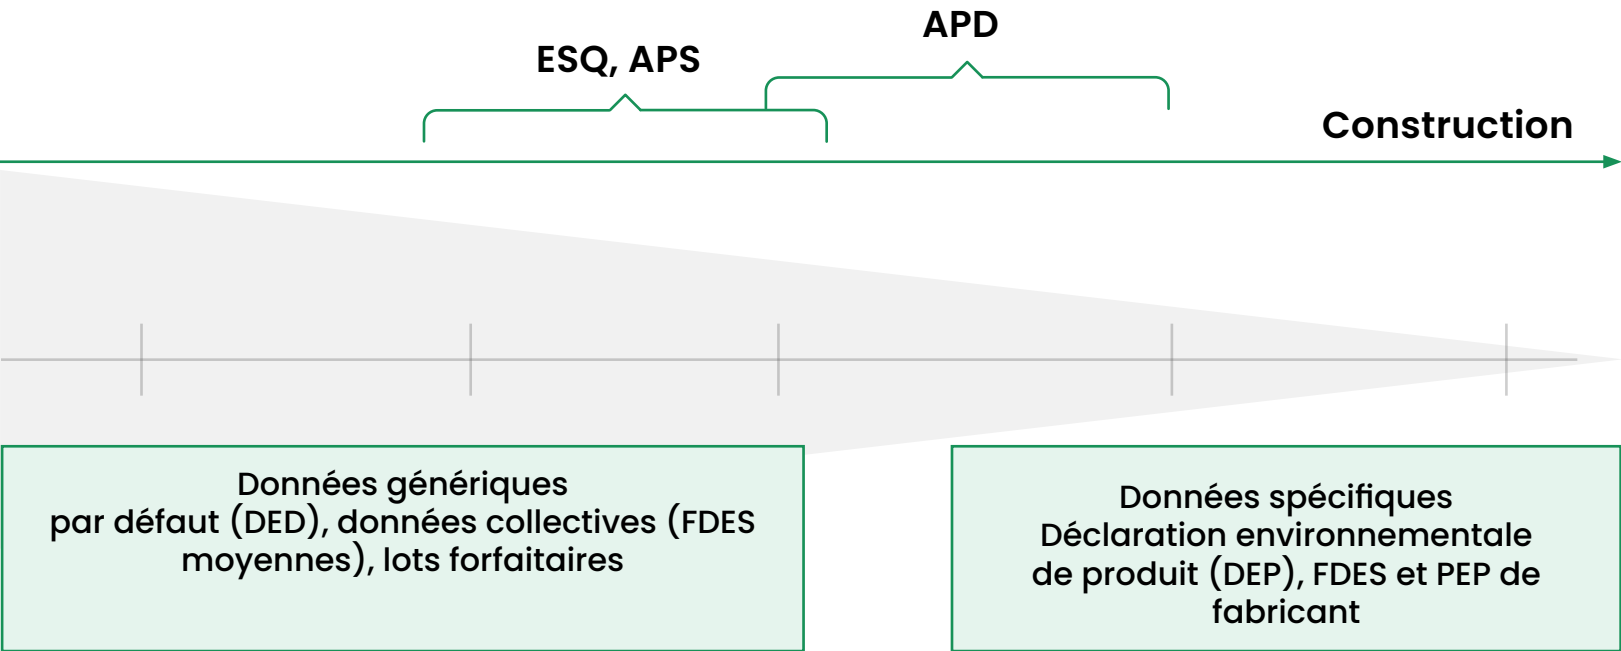 APD
ESQ, APS
Construction
Données génériques
par défaut (DED), données collectives (FDES
moyennes), lots forfaitaires
Données spécifiques
Déclaration environnementale
de produit (DEP), FDES et PEP de
fabricant